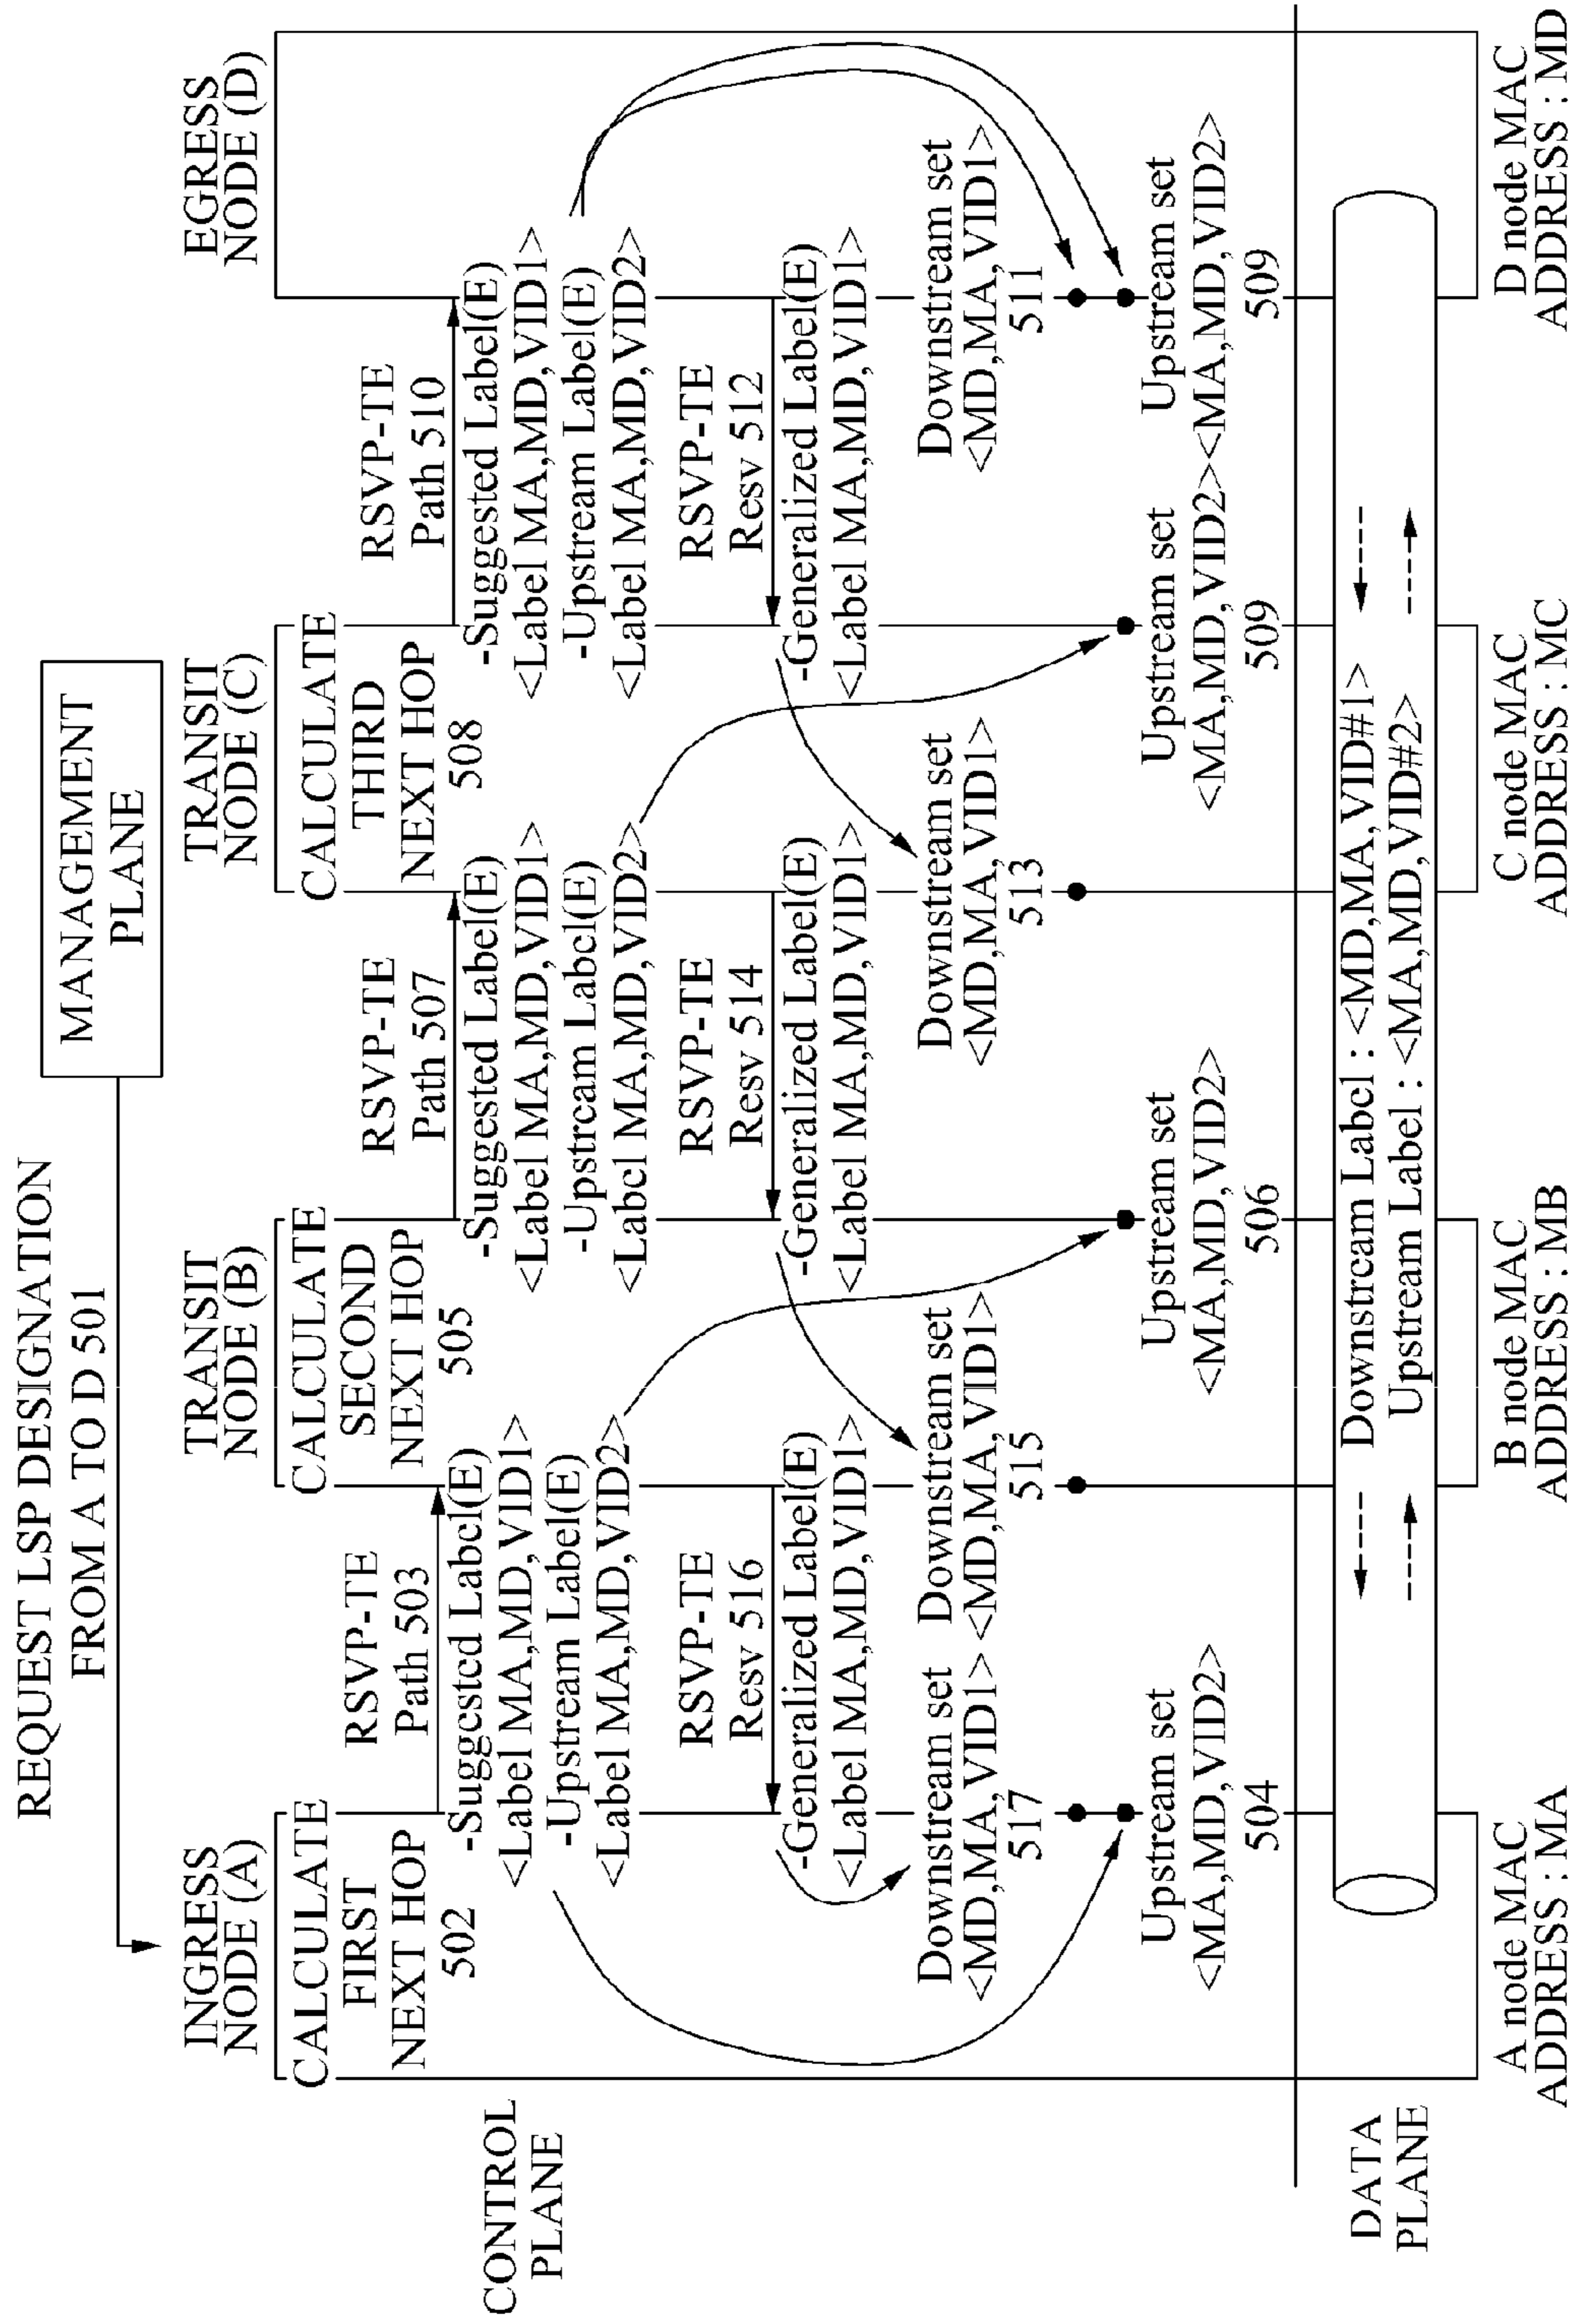 REQUEST LSP DESIGNATION
FROM A TO D 501
MANAGEMENT
PLANE
INGRESS
NODE (A)
TRANSIT
NODE (B)
TRANSIT
NODE (C)
EGRESS
NODE (D)
CONTROL
PLANE
CALCULATE
FIRST
NEXT HOP
502
CALCULATE
SECOND
NEXT HOP
505
CALCULATE
THIRD
NEXT HOP
508
RSVP-TE
Path 503
-Suggested Label(E)
<Label MA,MD,VID1>
-Upstream Label(E)
<Label MA,MD,VID2>
RSVP-TE
Path 507
-Suggested Label(E)
<Label MA,MD,VID1>
-Upstream Label(E)
<Label MA,MD,VID2>
RSVP-TE
Path 510
-Suggested Label(E)
<Label MA,MD,VID1>
-Upstream Label(E)
<Label MA,MD,VID2>
RSVP-TE
Resv 516
-Generalized Label(E)
<Label MA,MD,VID1>
RSVP-TE
Resv 514
-Generalized Label(E)
<Label MA,MD,VID1>
RSVP-TE
Resv 512
-Generalized Label(E)
<Label MA,MD,VID1>
Downstream set
<MD,MA,VID1>
517
Downstream set
<MD,MA,VID1>
515
Downstream set
<MD,MA,VID1>
513
Downstream set
<MD,MA,VID1>
511
Upstream set
<MA,MD,VID2>
504
Upstream set
<MA,MD,VID2>
506
Upstream set
<MA,MD,VID2>
509
Upstream set
<MA,MD,VID2>
509
DATA
PLANE
Downstream Label : <MD,MA,VID#1>
Upstream Label : <MA,MD,VID#2>
A node MAC
ADDRESS : MA
B node MAC
ADDRESS : MB
C node MAC
ADDRESS : MC
D node MAC
ADDRESS : MD